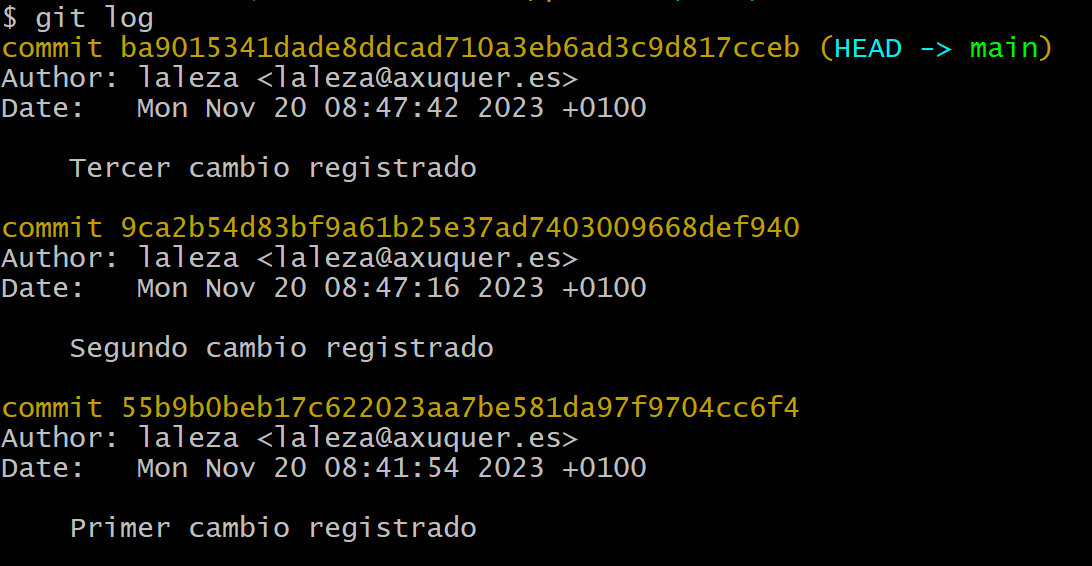 $ git log
commit ba9015341dade8ddcad710a3eb6ad3c9d817cceb (HEAD -> main)
Author: laleza <laleza@axuquer.es>
Date:   Mon Nov 20 08:47:42 2023 +0100
Tercer cambio registrado
commit 9ca2b54d83bf9a61b25e37ad7403009668def940
Author: laleza <laleza@axuquer.es>
Date:   Mon Nov 20 08:47:16 2023 +0100
Segundo cambio registrado
commit 55b9b0beb17c622023aa7be581da97f9704cc6f4
Author: laleza <laleza@axuquer.es>
Date:   Mon Nov 20 08:41:54 2023 +0100
Primer cambio registrado